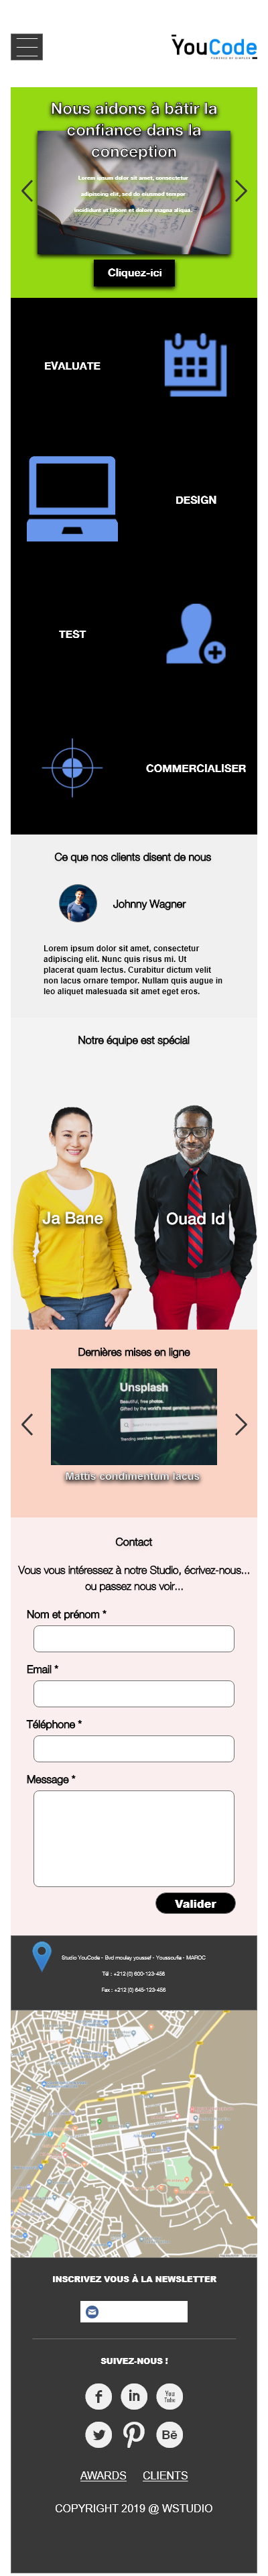 YouCode
POWERED BY SIMPLON
Nous aidons à bâtir la
confiance dans la
conception
Lorem ipsum dolor sit amet, consectetur
adipiscing elit, sed do eiusmod tempor
incididunt ut labore et dolore magna aliqua.
Cliquez-ici
EVALUATE
DESIGN
TEST
COMMERCIALISER
Ce que nos clients disent de nous
Johnny Wagner
Lorem ipsum dolor sit amet, consectetur
adipiscing elit. Nunc quis risus mi. Ut
placerat quam lectus. Curabitur dictum velit
non lacus ornare tempor. Nullam quis augue in
leo aliquet malesuada sit amet eget eros.
Notre équipe est spécial
Ja Bane
Ouad Id
Dernières mises en ligne
Unsplash
Beautiful, free photos.
Mattis condimentum lacus
Contact
Vous vous intéressez à notre Studio, écrivez-nous...
ou passez nous voir...
Nom et prénom *
Email *
Téléphone *
Message *
Valider
Studio YouCode - Bvd moulay youssef - Youssoufia - MAROC
Tél : +212 (0) 600-123-456
Fax : +212 (0) 645-123-456
INSCRIVEZ VOUS À LA NEWSLETTER
SUIVEZ-NOUS !
f
in
You
Tube
Bē
AWARDS CLIENTS
COPYRIGHT 2019 @ WSTUDIO